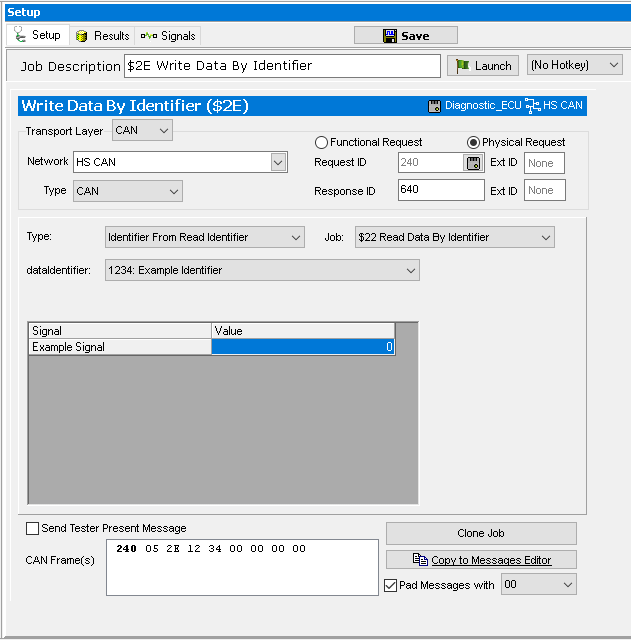 Setup
Setup Results Signals Save
Job Description $2E Write Data By Identifier Launch (No Hotkey)
Write Data By Identifier ($2E) Diagnostic_ECU HS CAN
Transport Layer CAN
Functional Request Physical Request
Network HS CAN Request ID 240 Ext ID None
Type CAN Response ID 640 Ext ID None
Type: Identifier From Read Identifier Job: $22 Read Data By Identifier
dataIdentifier: 1234: Example Identifier
Signal Value
Example Signal 0
Send Tester Present Message
Clone Job
CAN Frame(s) 240 05 2E 12 34 00 00 00 00
Copy to Messages Editor
Pad Messages with 00